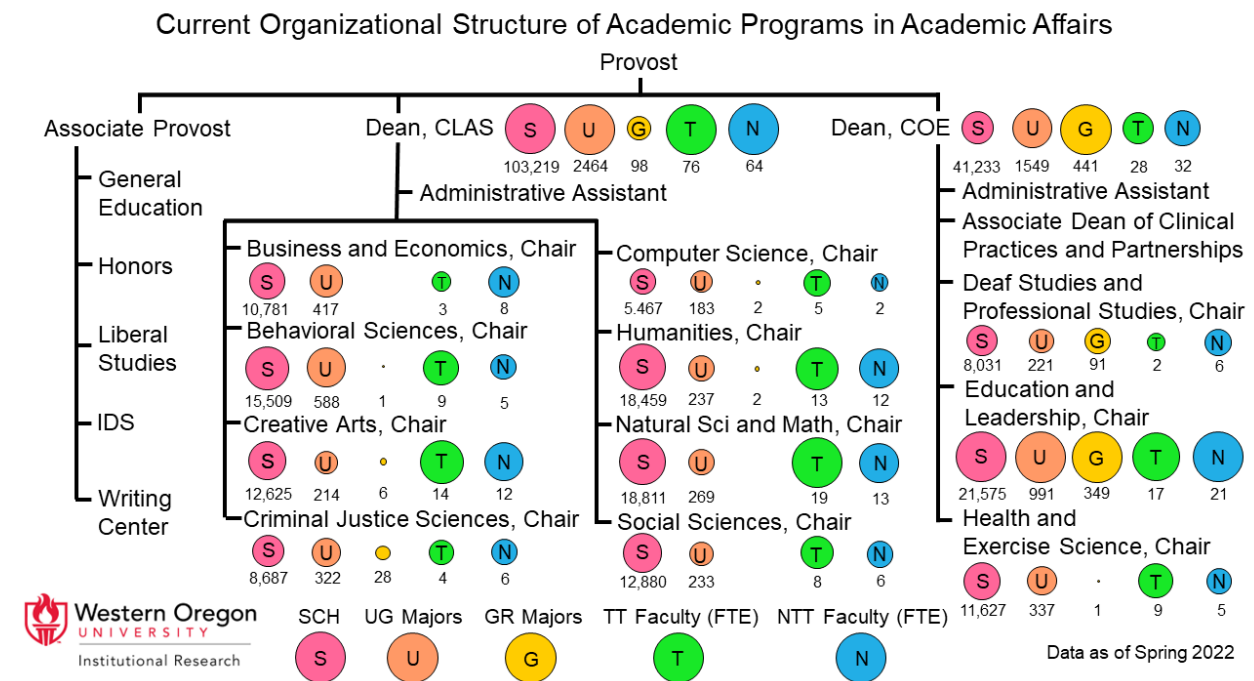 Current Organizational Structure of Academic Programs in Academic Affairs
Provost
Associate Provost
General
Education
Honors
Liberal
Studies
IDS
Writing
Center
Dean, CLAS
S U G T N
103,219 2464 98 76 64
Administrative Assistant
Business and Economics, Chair
S U T N
10,781 417 3 8
Behavioral Sciences, Chair
S U T N
15,509 588 1 9 5
Creative Arts, Chair
S U T N
12,625 214 6 14 12
Criminal Justice Sciences, Chair
S U T N
8,687 322 28 4 6
Computer Science, Chair
S U T N
5.467 183 2 5 2
Humanities, Chair
S U T N
18,459 237 2 13 12
Natural Sci and Math, Chair
S U T N
18,811 269 19 13
Social Sciences, Chair
S U T N
12,880 233 8 6
Dean, COE
S U G T N
41,233 1549 441 28 32
Administrative Assistant
Associate Dean of Clinical
Practices and Partnerships
Deaf Studies and
Professional Studies, Chair
S U G T N
8,031 221 91 2 6
Education and
Leadership, Chair
S U G T N
21,575 991 349 17 21
Health and
Exercise Science, Chair
S U T N
11,627 337 1 9 5
Western Oregon
UNIVERSITY
Institutional Research
SCH UG Majors GR Majors TT Faculty (FTE) NTT Faculty (FTE)
S U G T N
Data as of Spring 2022